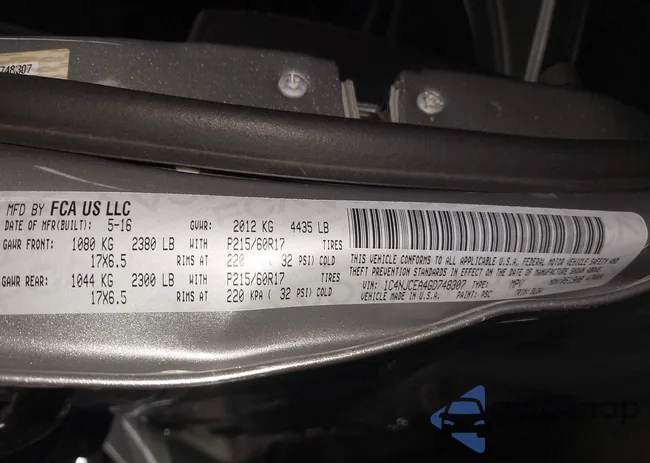 748307
MFD BY FCA US LLC
DATE OF MFR(BUILT): 5-16 GVWR: 2012 KG 4435 LB
GAWR FRONT: 1080 KG 2380 LB WITH P215/60R17 TIRES
17X6.5 RIMS AT 220 ( 32 PSI) COLD
GAWR REAR: 1044 KG 2300 LB WITH P215/60R17 TIRES
17X6.5 RIMS AT 220 KPA ( 32 PSI) COLD
THIS VEHICLE CONFORMS TO ALL APPLICABLE U.S.A. FEDERAL MOTOR VEHICLE SAFETY AND
THEFT PREVENTION STANDARDS IN EFFECT ON THE DATE OF MANUFACTURE SHOWN ABOVE.
VIN: 1C4NJCEA4GD748307 TYPE: MPV
VEHICLE MADE IN U.S.A. PAINT: PSC TRIM: